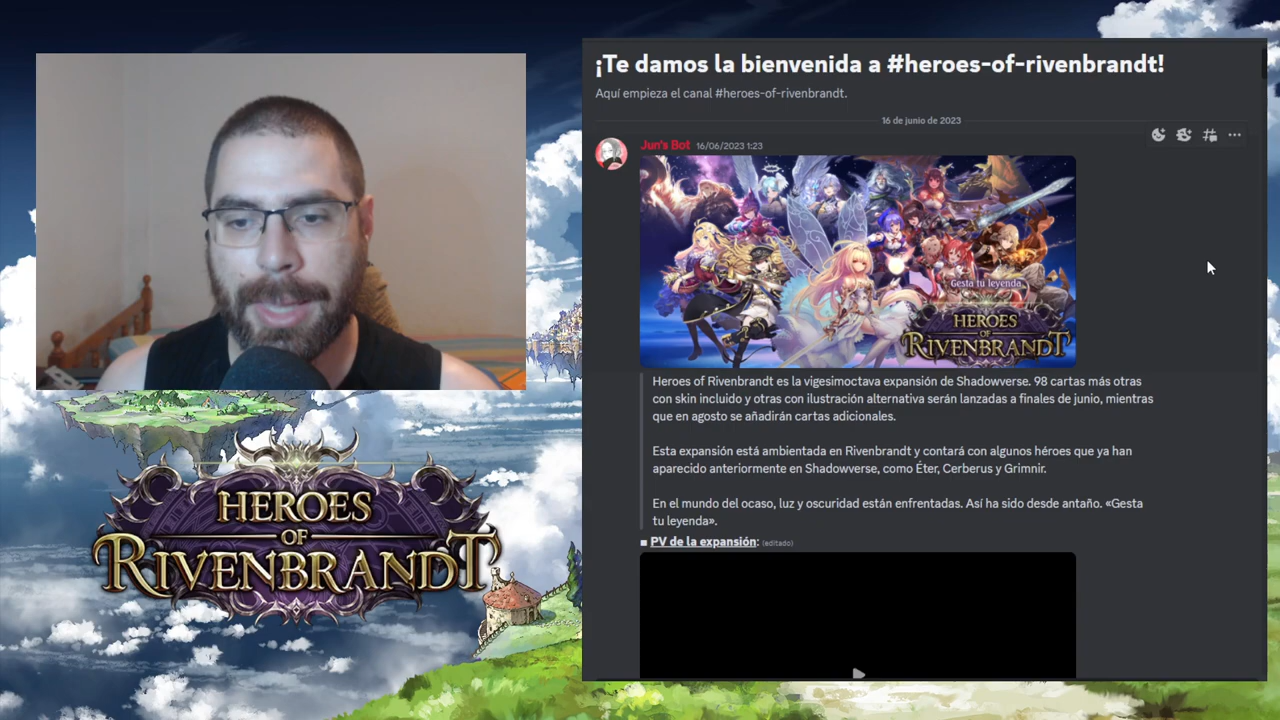 ¡Te damos la bienvenida a #heroes-of-rivenbrandt!
Aquí empieza el canal #heroes-of-rivenbrandt.
16 de junio de 2023
Jun's Bot 16/06/2023 1:23
Gesta tu leyenda
HEROES
OF
RIVENBRANDT
Heroes of Rivenbrandt es la vigesimoctava expansión de Shadowverse. 98 cartas más otras
con skin incluido y otras con ilustración alternativa serán lanzadas a finales de junio, mientras
que en agosto se añadirán cartas adicionales.
Esta expansión está ambientada en Rivenbrandt y contará con algunos héroes que ya han
aparecido anteriormente en Shadowverse, como Éter, Cerberus y Grimnir.
En el mundo del ocaso, luz y oscuridad están enfrentadas. Así ha sido desde antaño. «Gesta
tu leyenda».
■ PV de la expansión: (editado)
HEROES
OF
RIVENBRANDT